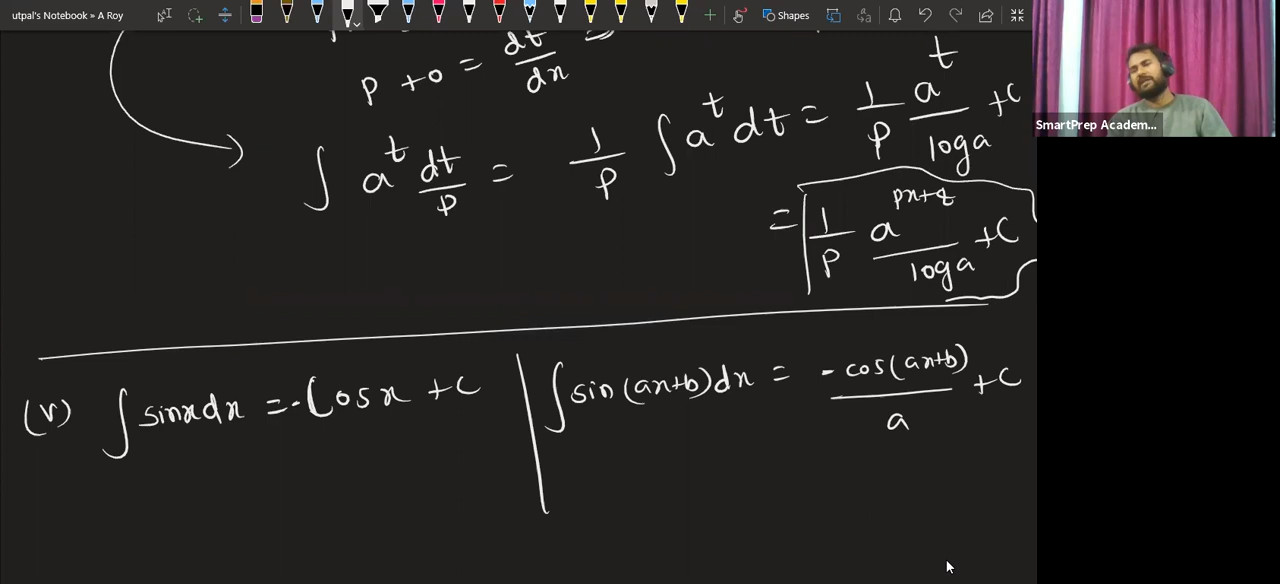 utpal's Notebook » A Roy
Shapes
SmartPrep Academ...
p + 0 = dt/dx =
∫ a^t dt/p = 1/p ∫ a^t dt = 1/p a^t/log a + c
= 1/p a^(px+q)/log a + c
(V) ∫ sinx dx = - Cosx + c | ∫ sin (ax+b) dx = - cos(ax+b)/a + c